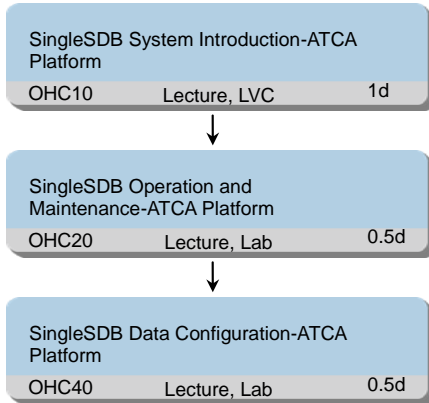 SingleSDB System Introduction-ATCA
Platform
OHC10 Lecture, LVC 1d
SingleSDB Operation and
Maintenance-ATCA Platform
OHC20 Lecture, Lab 0.5d
SingleSDB Data Configuration-ATCA
Platform
OHC40 Lecture, Lab 0.5d